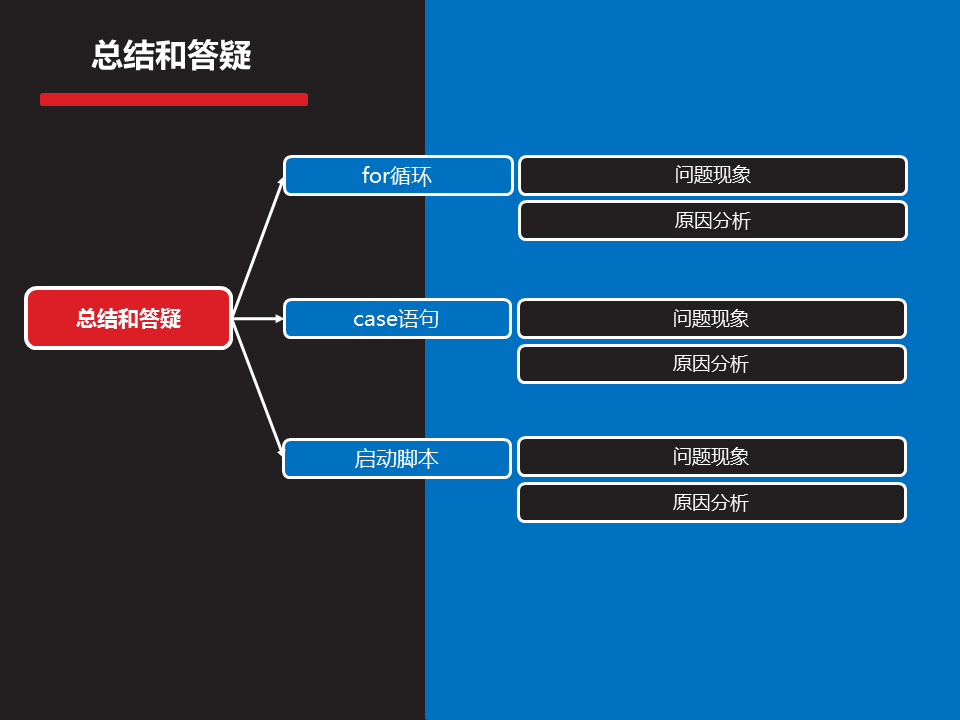 总结和答疑
for循环
问题现象
原因分析
总结和答疑
case语句
问题现象
原因分析
启动脚本
问题现象
原因分析